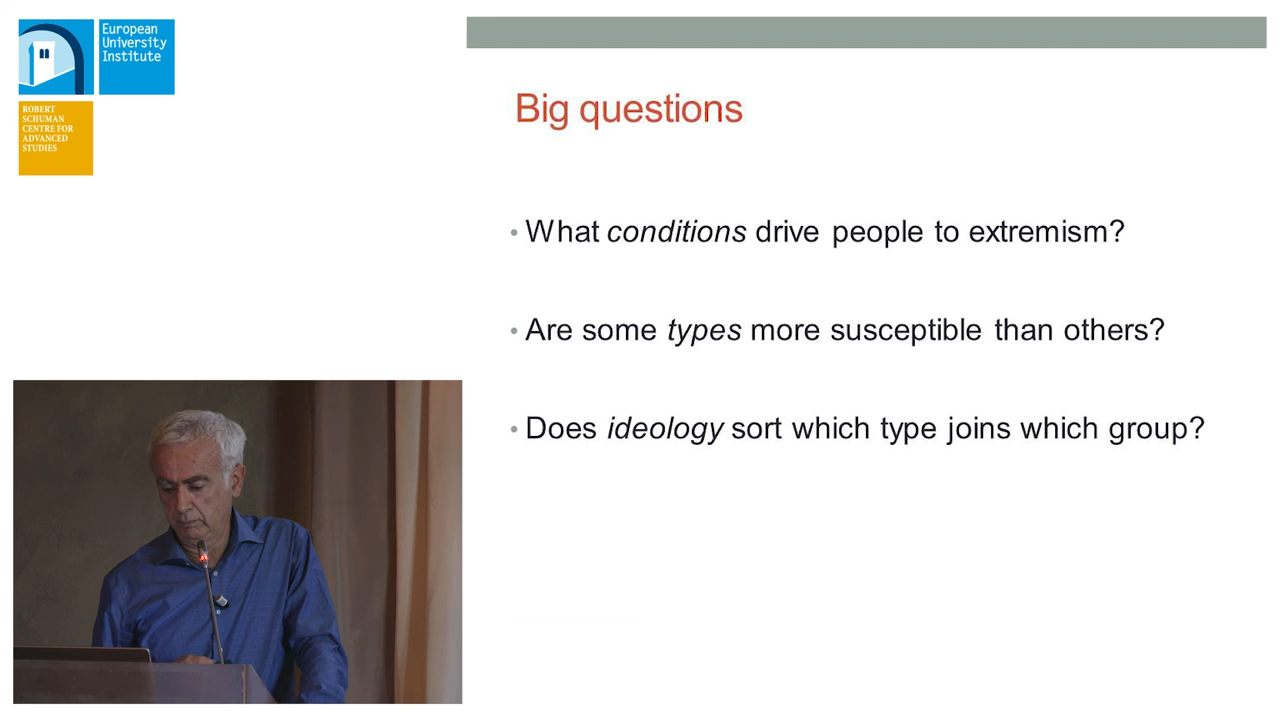 European
University
Institute
ROBERT
SCHUMAN
CENTRE FOR
ADVANCED
STUDIES
Big questions
• What conditions drive people to extremism?
• Are some types more susceptible than others?
• Does ideology sort which type joins which group?